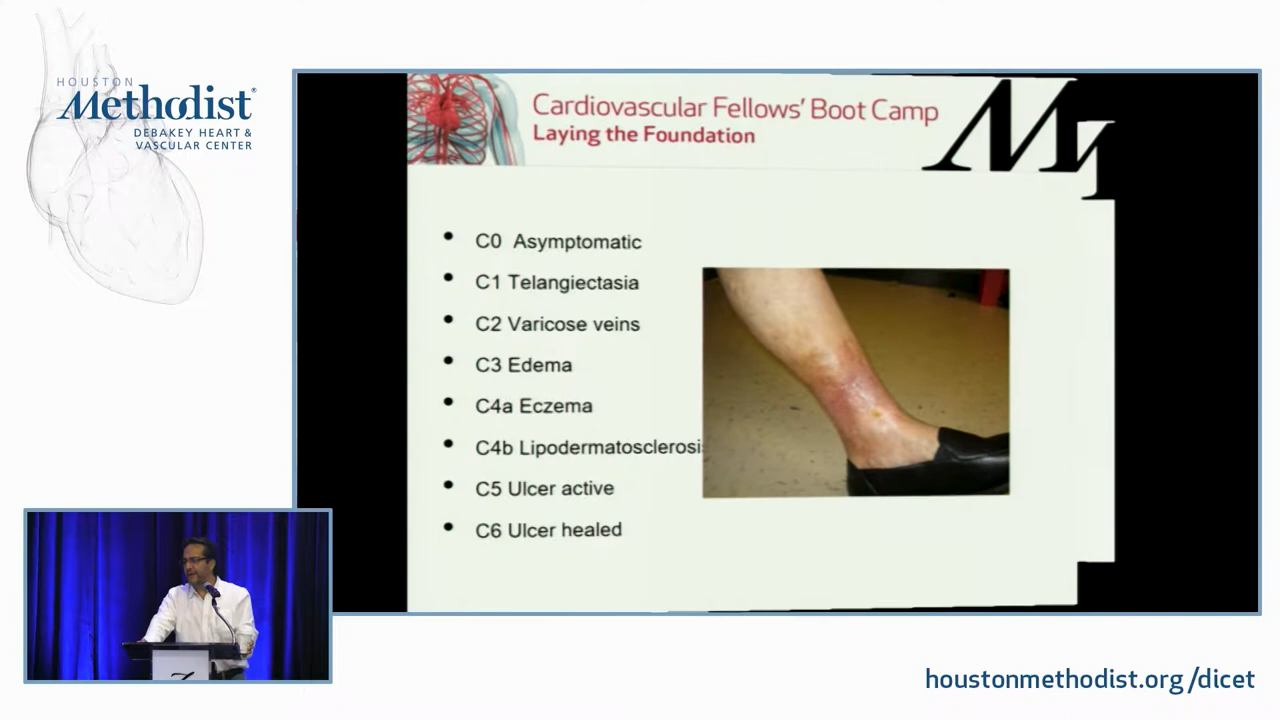 HOUSTON
Methodist®
DEBAKEY HEART &
VASCULAR CENTER
Cardiovascular Fellows' Boot Camp
Laying the Foundation
M
• C0 Asymptomatic
• C1 Telangiectasia
• C2 Varicose veins
• C3 Edema
• C4a Eczema
• C4b Lipodermatosclerosis
• C5 Ulcer active
• C6 Ulcer healed
houstonmethodist.org/dicet